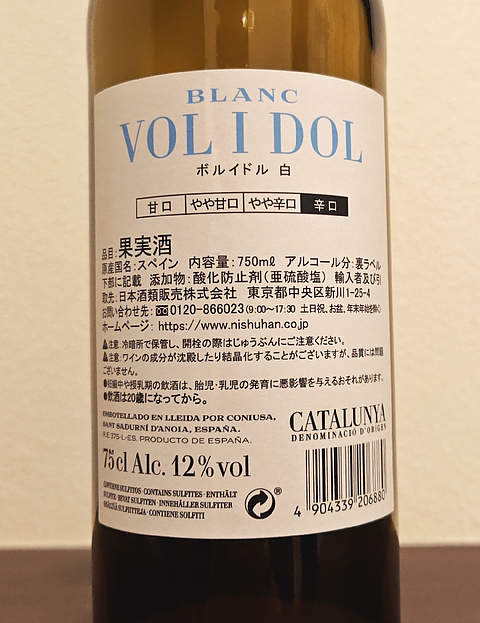 BLANC
VOL I DOL
ボルイドル 白
甘口 やや甘口 やや辛口 辛口
品目:果実酒
原産国名:スペイン 内容量:750mℓ アルコール分:裏ラベル
下部に記載 添加物:酸化防止剤(亜硫酸塩) 輸入者及び引
取先:日本酒類販売株式会社 東京都中央区新川1-25-4
お問い合わせ先:0120-866023(9:00〜17:30 土日祝、お盆、年末年始を除く)
ホームページ:https://www.nishuhan.co.jp
⚠注意:冷暗所で保管し、開栓の際はじゅうぶんにご注意ください。
⚠注意:ワインの成分が沈殿したり結晶化することがございますが、品質には問題
ございません。
●妊娠中や授乳期の飲酒は、胎児・乳児の発育に悪影響を与えるおそれがあります。
●飲酒は20歳になってから。
EMBOTELLADO EN LLEIDA POR CONIUSA,
SANT SADURNÍ D'ANOIA, ESPAÑA.
R.E 375-L-ES. PRODUCTO DE ESPAÑA.
CATALUNYA
DENOMINACIÓ D'ORIGEN
75cl Alc. 12% vol
CONTIENE SULFITOS · CONTAINS SULFITES · ENTHÄLT
SULFITE · BEVAT SULFIETEN · INNEHÅLLER SULFITER
CONTIENE SOLFITI
®
4 904339 206880